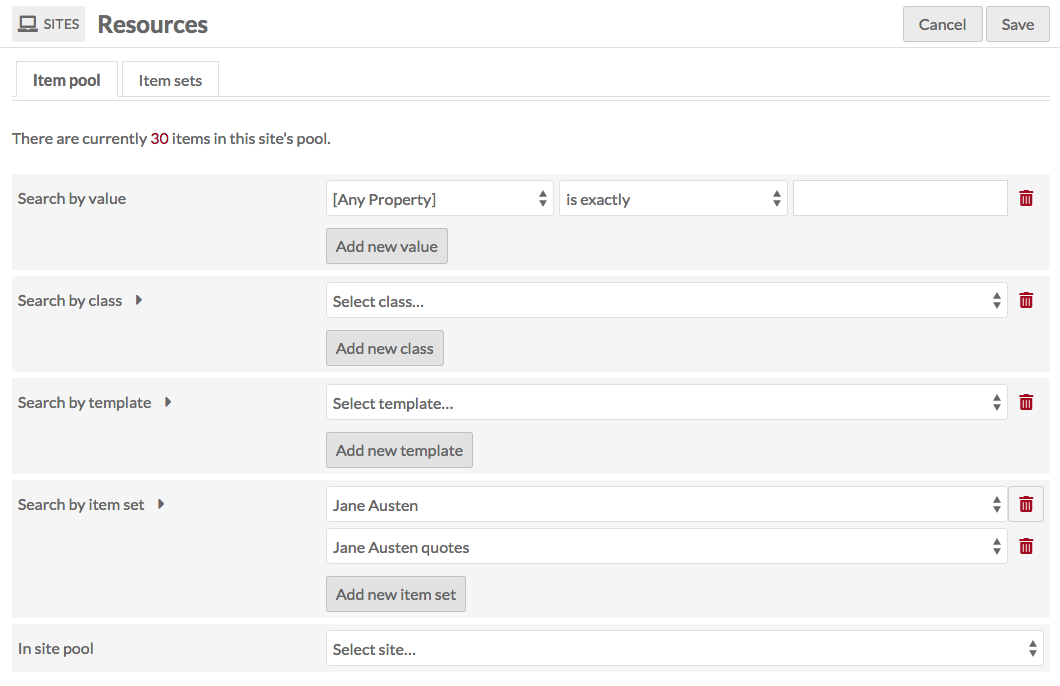 SITES Resources Cancel Save
Item pool Item sets
There are currently 30 items in this site's pool.
Search by value [Any Property] is exactly
Add new value
Search by class Select class...
Add new class
Search by template Select template...
Add new template
Search by item set Jane Austen
Jane Austen quotes
Add new item set
In site pool Select site...